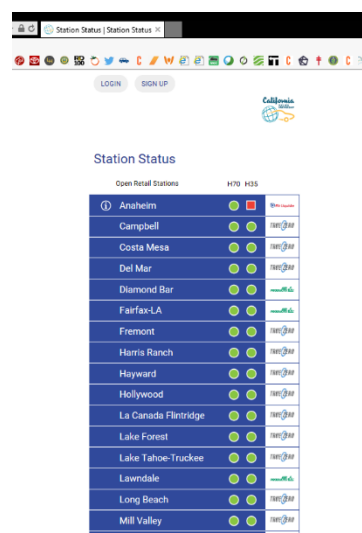 Station Status | Station Status ×
LOGIN SIGN UP
California
Station Status
Open Retail Stations H70 H35
Anaheim
Campbell
Costa Mesa
Del Mar
Diamond Bar
Fairfax-LA
Fremont
Harris Ranch
Hayward
Hollywood
La Canada Flintridge
Lake Forest
Lake Tahoe-Truckee
Lawndale
Long Beach
Mill Valley